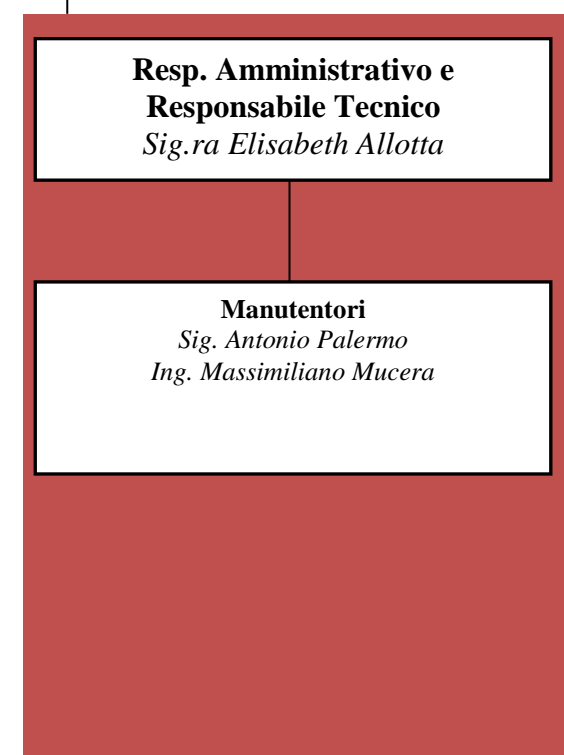 Resp. Amministrativo e
Responsabile Tecnico
Sig.ra Elisabeth Allotta
Manutentori
Sig. Antonio Palermo
Ing. Massimiliano Mucera